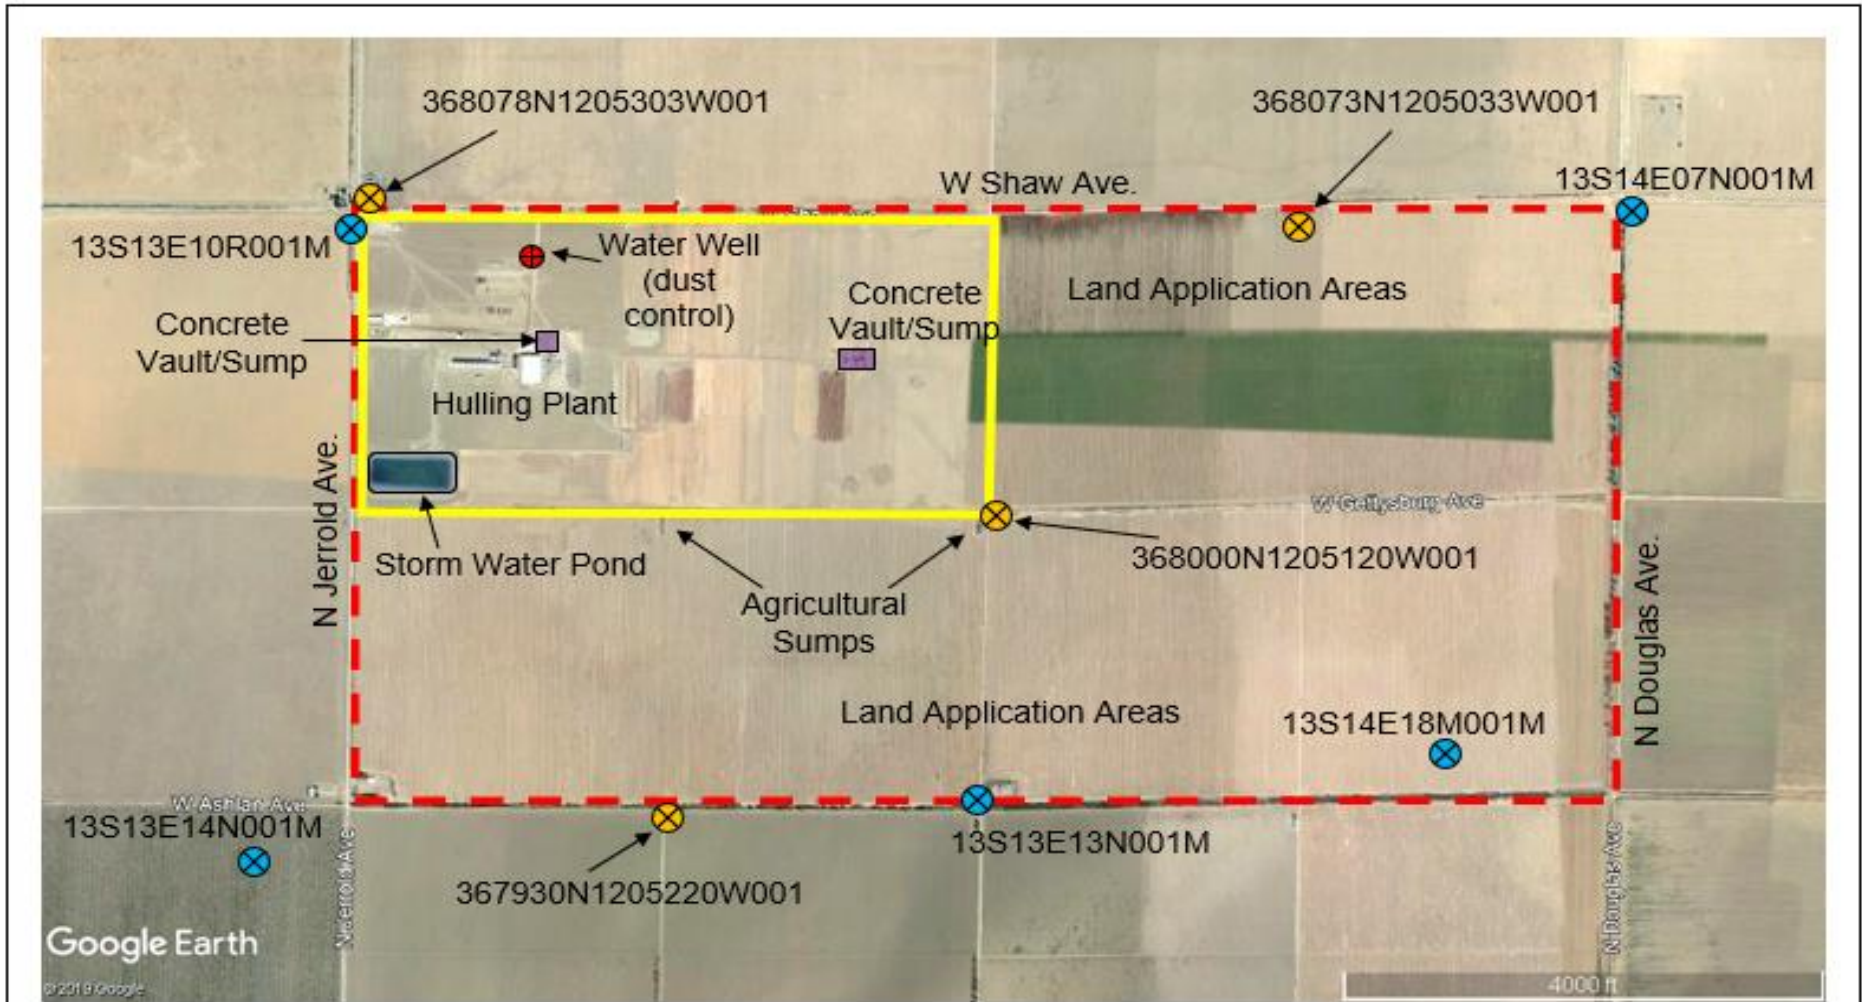 368078N1205303W001
368073N1205033W001
W Shaw Ave.
13S14E07N001M
13S13E10R001M
Water Well
(dust
control)
Concrete
Vault/Sump
Land Application Areas
Concrete
Vault/Sump
Hulling Plant
N Jerrold Ave.
W Gettysburg Ave
Storm Water Pond
368000N1205120W001
Agricultural
Sumps
N Douglas Ave.
Land Application Areas
13S14E18M001M
W Ashlan Ave
13S13E14N001M
13S13E13N001M
N Jerrold Ave
N Douglas Ave
367930N1205220W001
Google Earth
©2019 Google
4000 ft